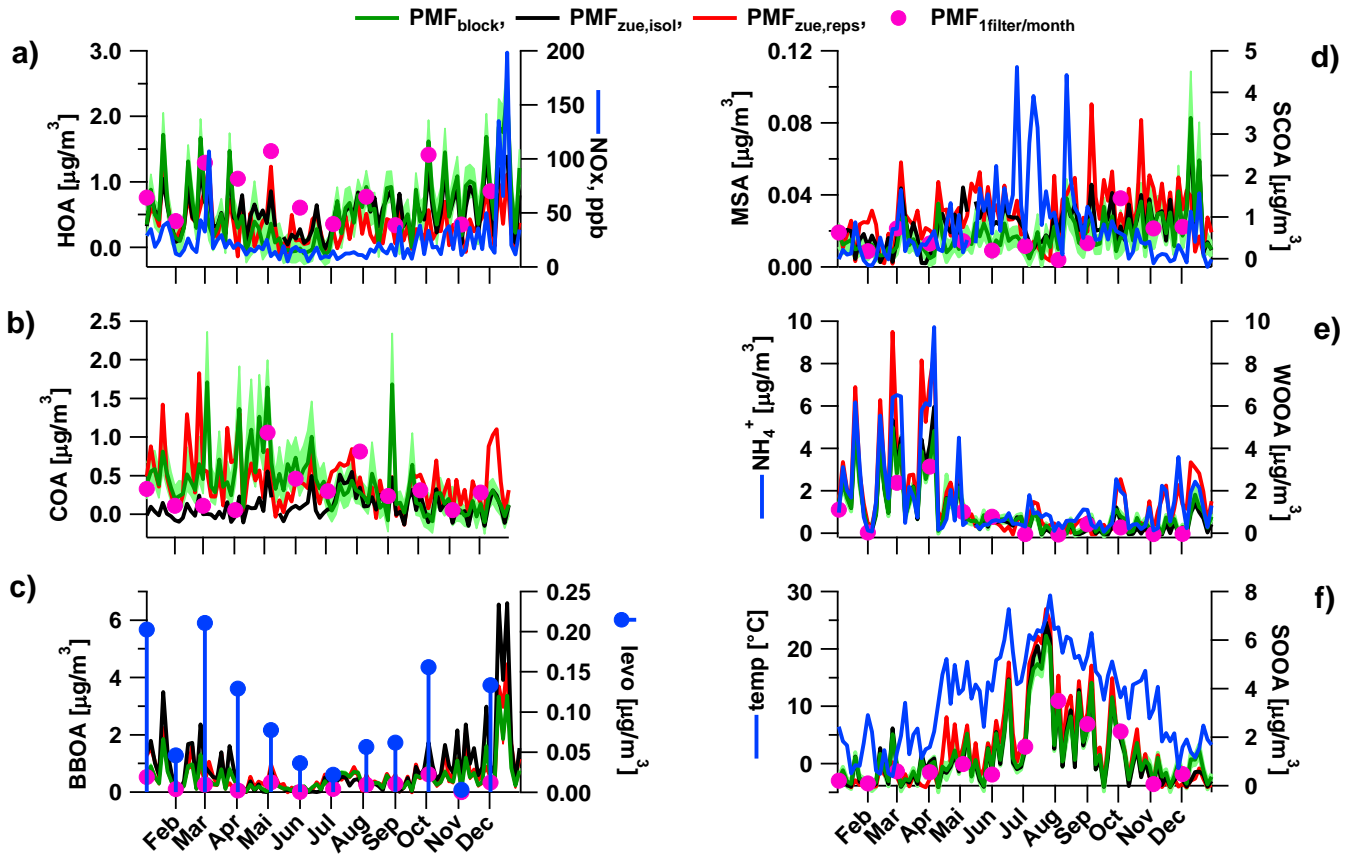 PMFblock, PMFzue,isol, PMFzue,reps, PMF1filter/month
a)
3.0
2.0
1.0
0.0
HOA [µg/m3]
200
150
100
50
0
NOx, ppb
d)
0.12
0.08
0.04
0.00
MSA [µg/m3]
5
4
3
2
1
0
SCOA [µg/m3]
b)
2.5
2.0
1.5
1.0
0.5
0.0
COA [µg/m3]
e)
10
8
6
4
2
0
NH4+ [µg/m3]
10
8
6
4
2
0
WOOA [µg/m3]
c)
6
4
2
0
BBOA [µg/m3]
0.25
0.20
0.15
0.10
0.05
0.00
levo [µg/m3]
Feb Mar Apr Mai Jun Jul Aug Sep Oct Nov Dec
f)
30
20
10
0
temp [°C]
8
6
4
2
0
SOOA [µg/m3]
Feb Mar Apr Mai Jun Jul Aug Sep Oct Nov Dec